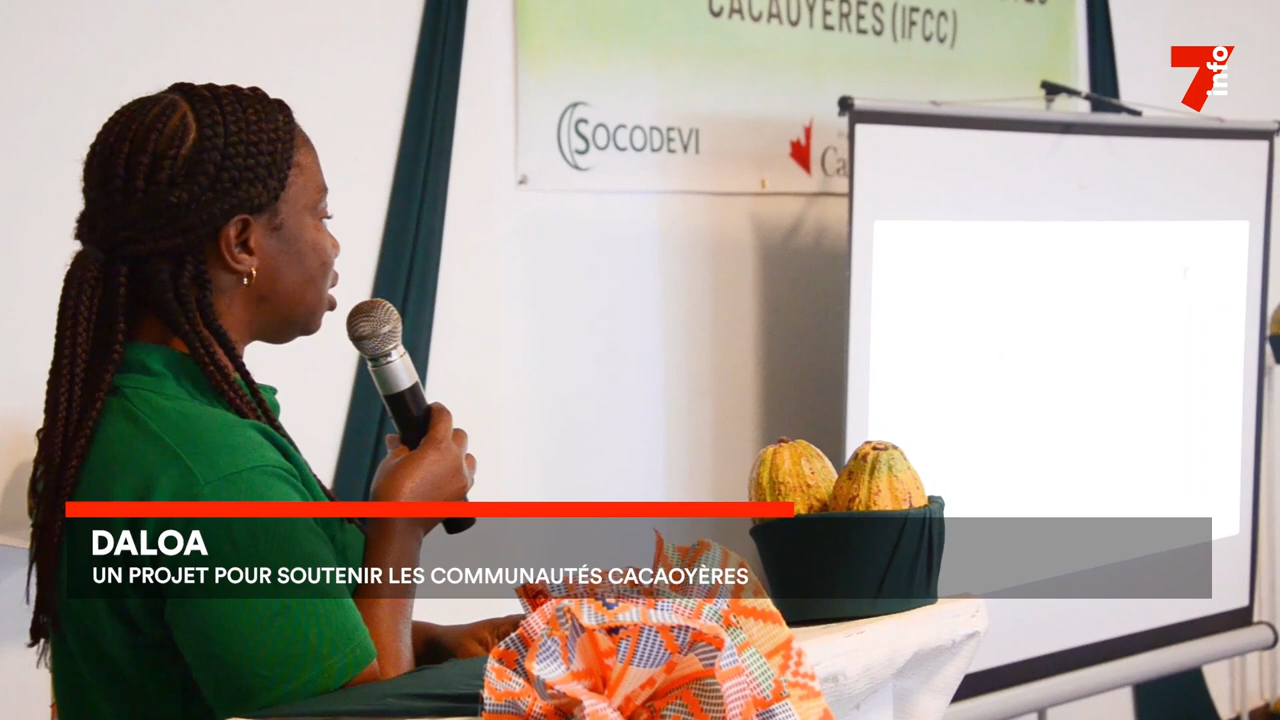 CACAOYÈRES (IFCC)
SOCODEVI
7info
DALOA
UN PROJET POUR SOUTENIR LES COMMUNAUTÉS CACAOYÈRES